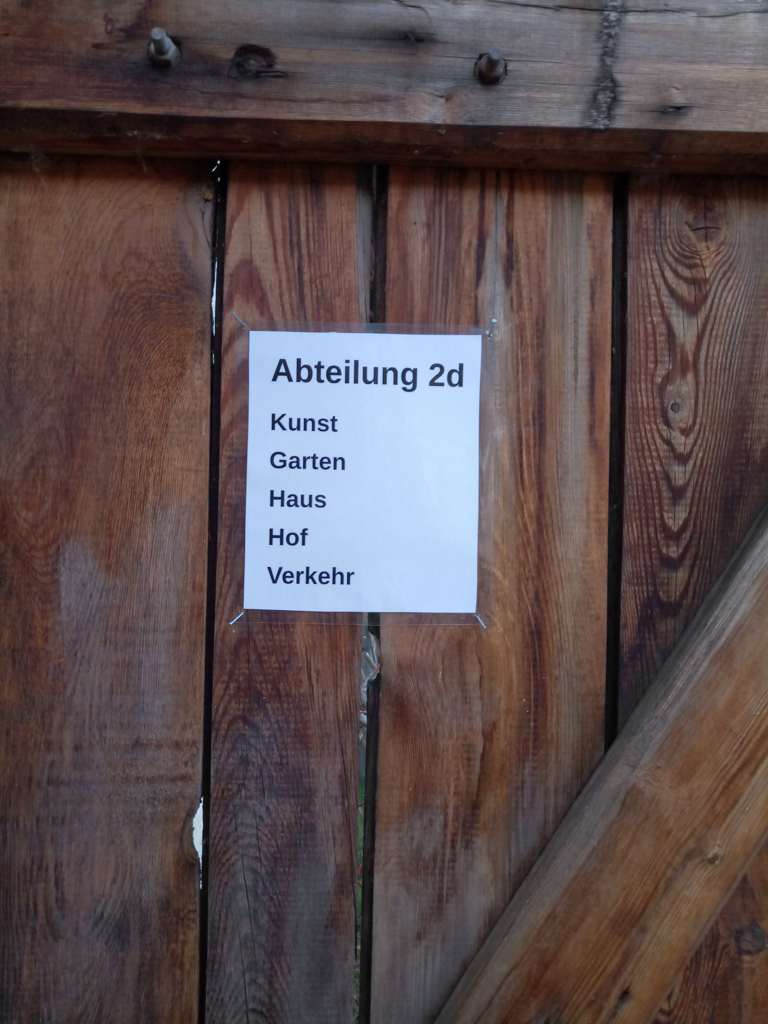 Abteilung 2d
Kunst
Garten
Haus
Hof
Verkehr